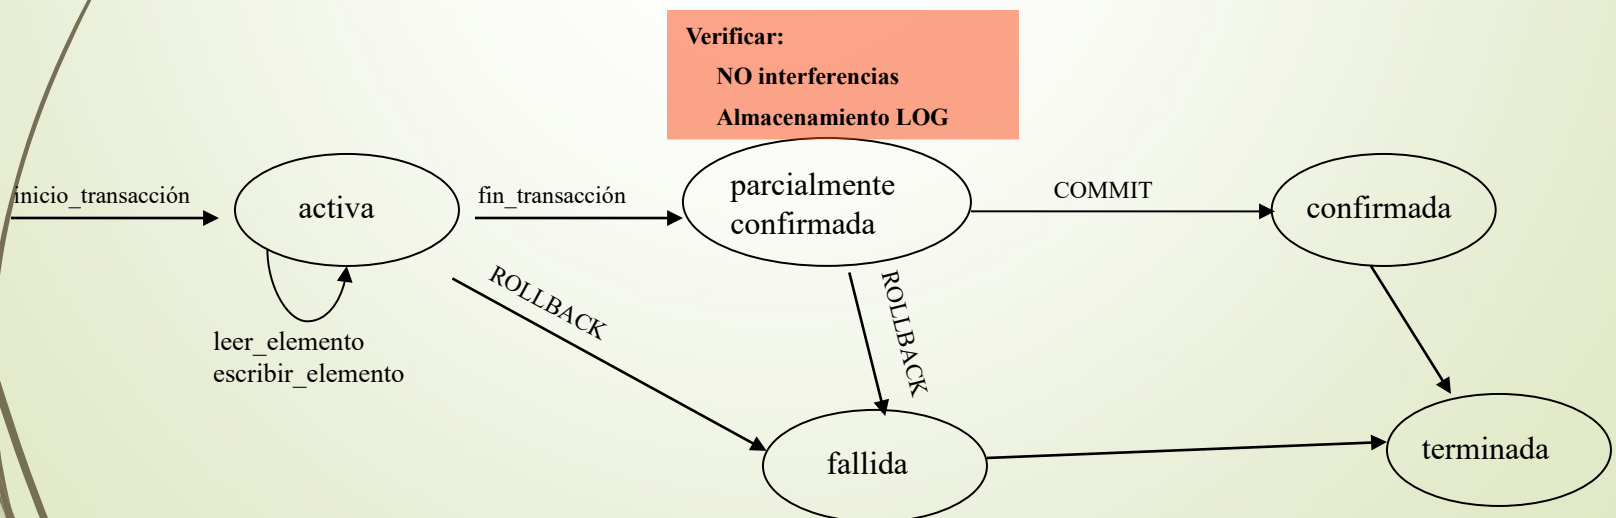 Verificar:
NO interferencias
Almacenamiento LOG
inicio_transacción
activa
fin_transacción
parcialmente
confirmada
COMMIT
confirmada
ROLLBACK
ROLLBACK
leer_elemento
escribir_elemento
fallida
terminada